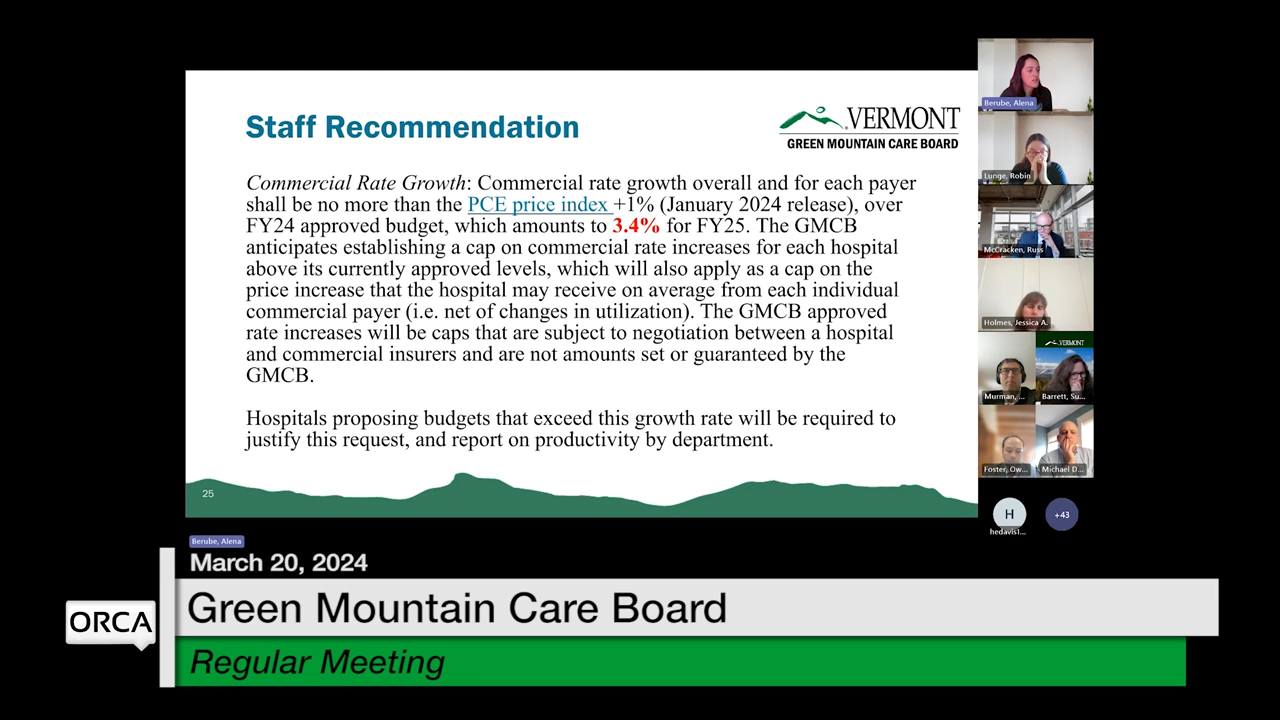 Staff Recommendation
VERMONT
GREEN MOUNTAIN CARE BOARD
Commercial Rate Growth: Commercial rate growth overall and for each payer
shall be no more than the PCE price index +1% (January 2024 release), over
FY24 approved budget, which amounts to 3.4% for FY25. The GMCB
anticipates establishing a cap on commercial rate increases for each hospital
above its currently approved levels, which will also apply as a cap on the
price increase that the hospital may receive on average from each individual
commercial payer (i.e. net of changes in utilization). The GMCB approved
rate increases will be caps that are subject to negotiation between a hospital
and commercial insurers and are not amounts set or guaranteed by the
GMCB.
Hospitals proposing budgets that exceed this growth rate will be required to
justify this request, and report on productivity by department.
25
Berube, Alena
Lunge, Robin
McCracken, Russ
Holmes, Jessica A.
VERMONT
Murman, ...
Barrett, Su...
Foster, Ow...
Michael D...
H
+43
hedavis1...
Berube, Alena
March 20, 2024
ORCA
Green Mountain Care Board
Regular Meeting